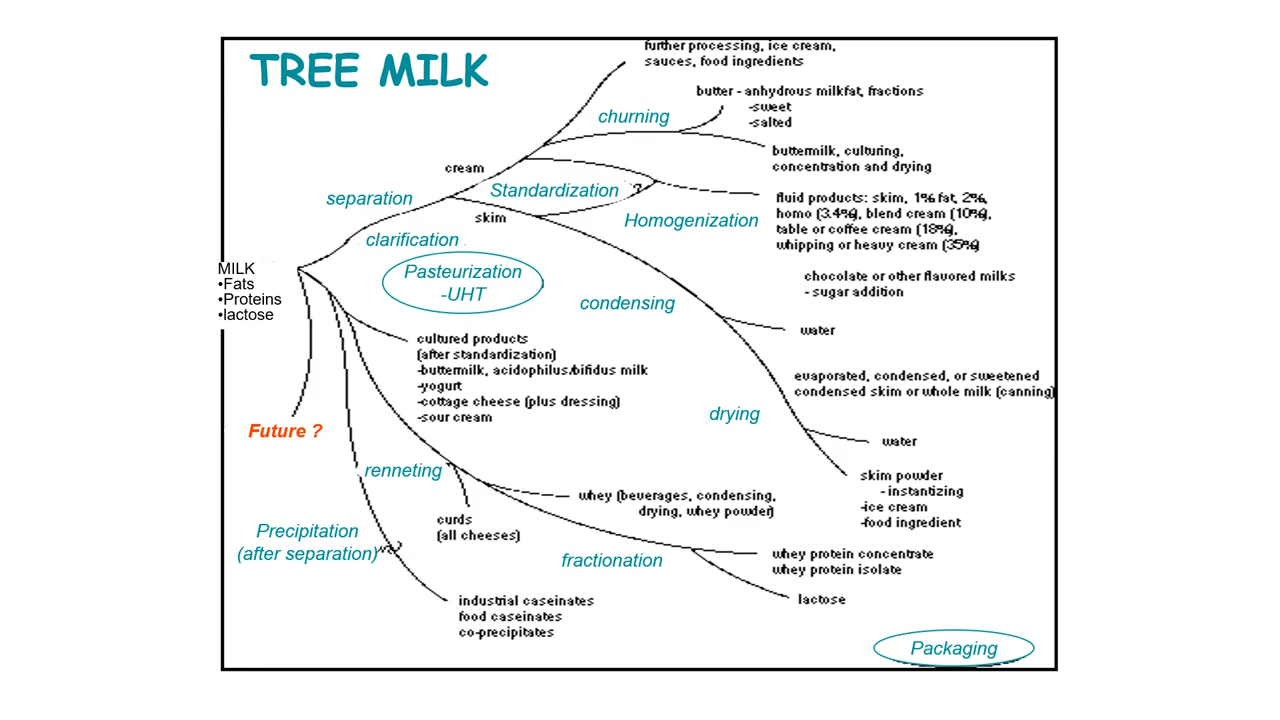 TREE MILK
further processing, ice cream,
sauces, food ingredients
butter - anhydrous milkfat, fractions
-sweet
-salted
churning
buttermilk, culturing,
concentration and drying
cream
separation
Standardization
skim
Homogenization
fluid products: skim, 1% fat, 2%,
homo (3.4%), blend cream (10%),
table or coffee cream (18%),
whipping or heavy cream (35%)
clarification
Pasteurization
-UHT
chocolate or other flavored milks
- sugar addition
MILK
•Fats
•Proteins
•lactose
condensing
water
cultured products
(after standardization)
-buttermilk, acidophilus/bifidus milk
-yogurt
-cottage cheese (plus dressing)
-sour cream
evaporated, condensed, or sweetened
condensed skim or whole milk (canning)
drying
water
Future ?
renneting
skim powder
- instantizing
-ice cream
-food ingredient
whey (beverages, condensing,
drying, whey powder)
curds
(all cheeses)
Precipitation
(after separation)
fractionation
whey protein concentrate
whey protein isolate
lactose
industrial caseinates
food caseinates
co-precipitates
Packaging